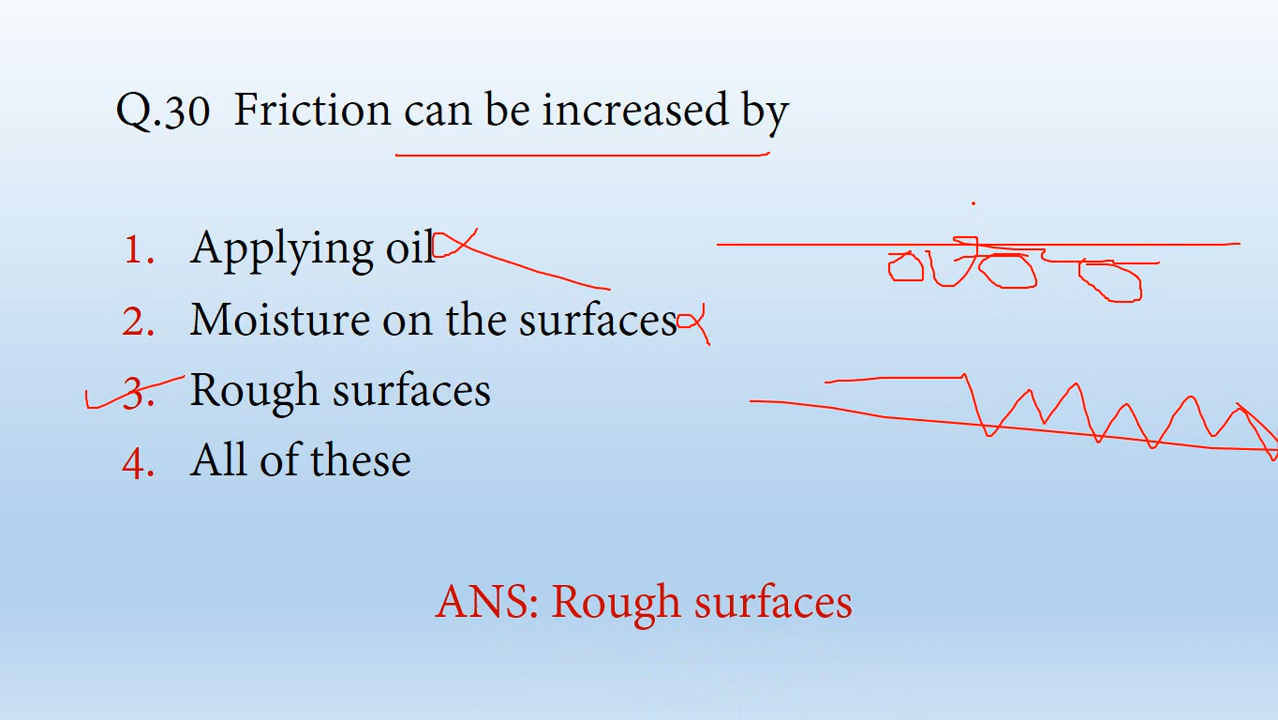 Q.30 Friction can be increased by
1. Applying oil
2. Moisture on the surfaces
3. Rough surfaces
4. All of these
ANS: Rough surfaces